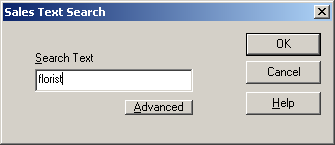 Sales Text Search
OK
Search Text
Cancel
florist
Advanced
Help